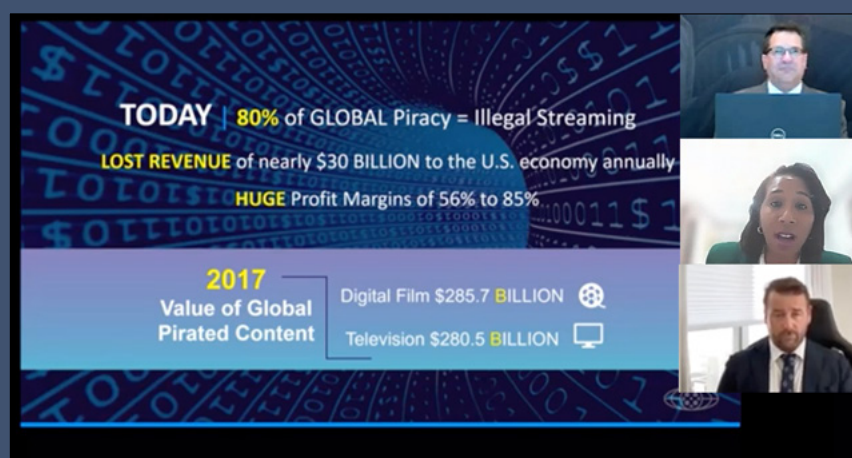 TODAY | 80% of GLOBAL Piracy = Illegal Streaming
LOST REVENUE of nearly $30 BILLION to the U.S. economy annually
HUGE Profit Margins of 56% to 85%
2017
Value of Global
Pirated Content
Digital Film $285.7 BILLION
Television $280.5 BILLION
DELL